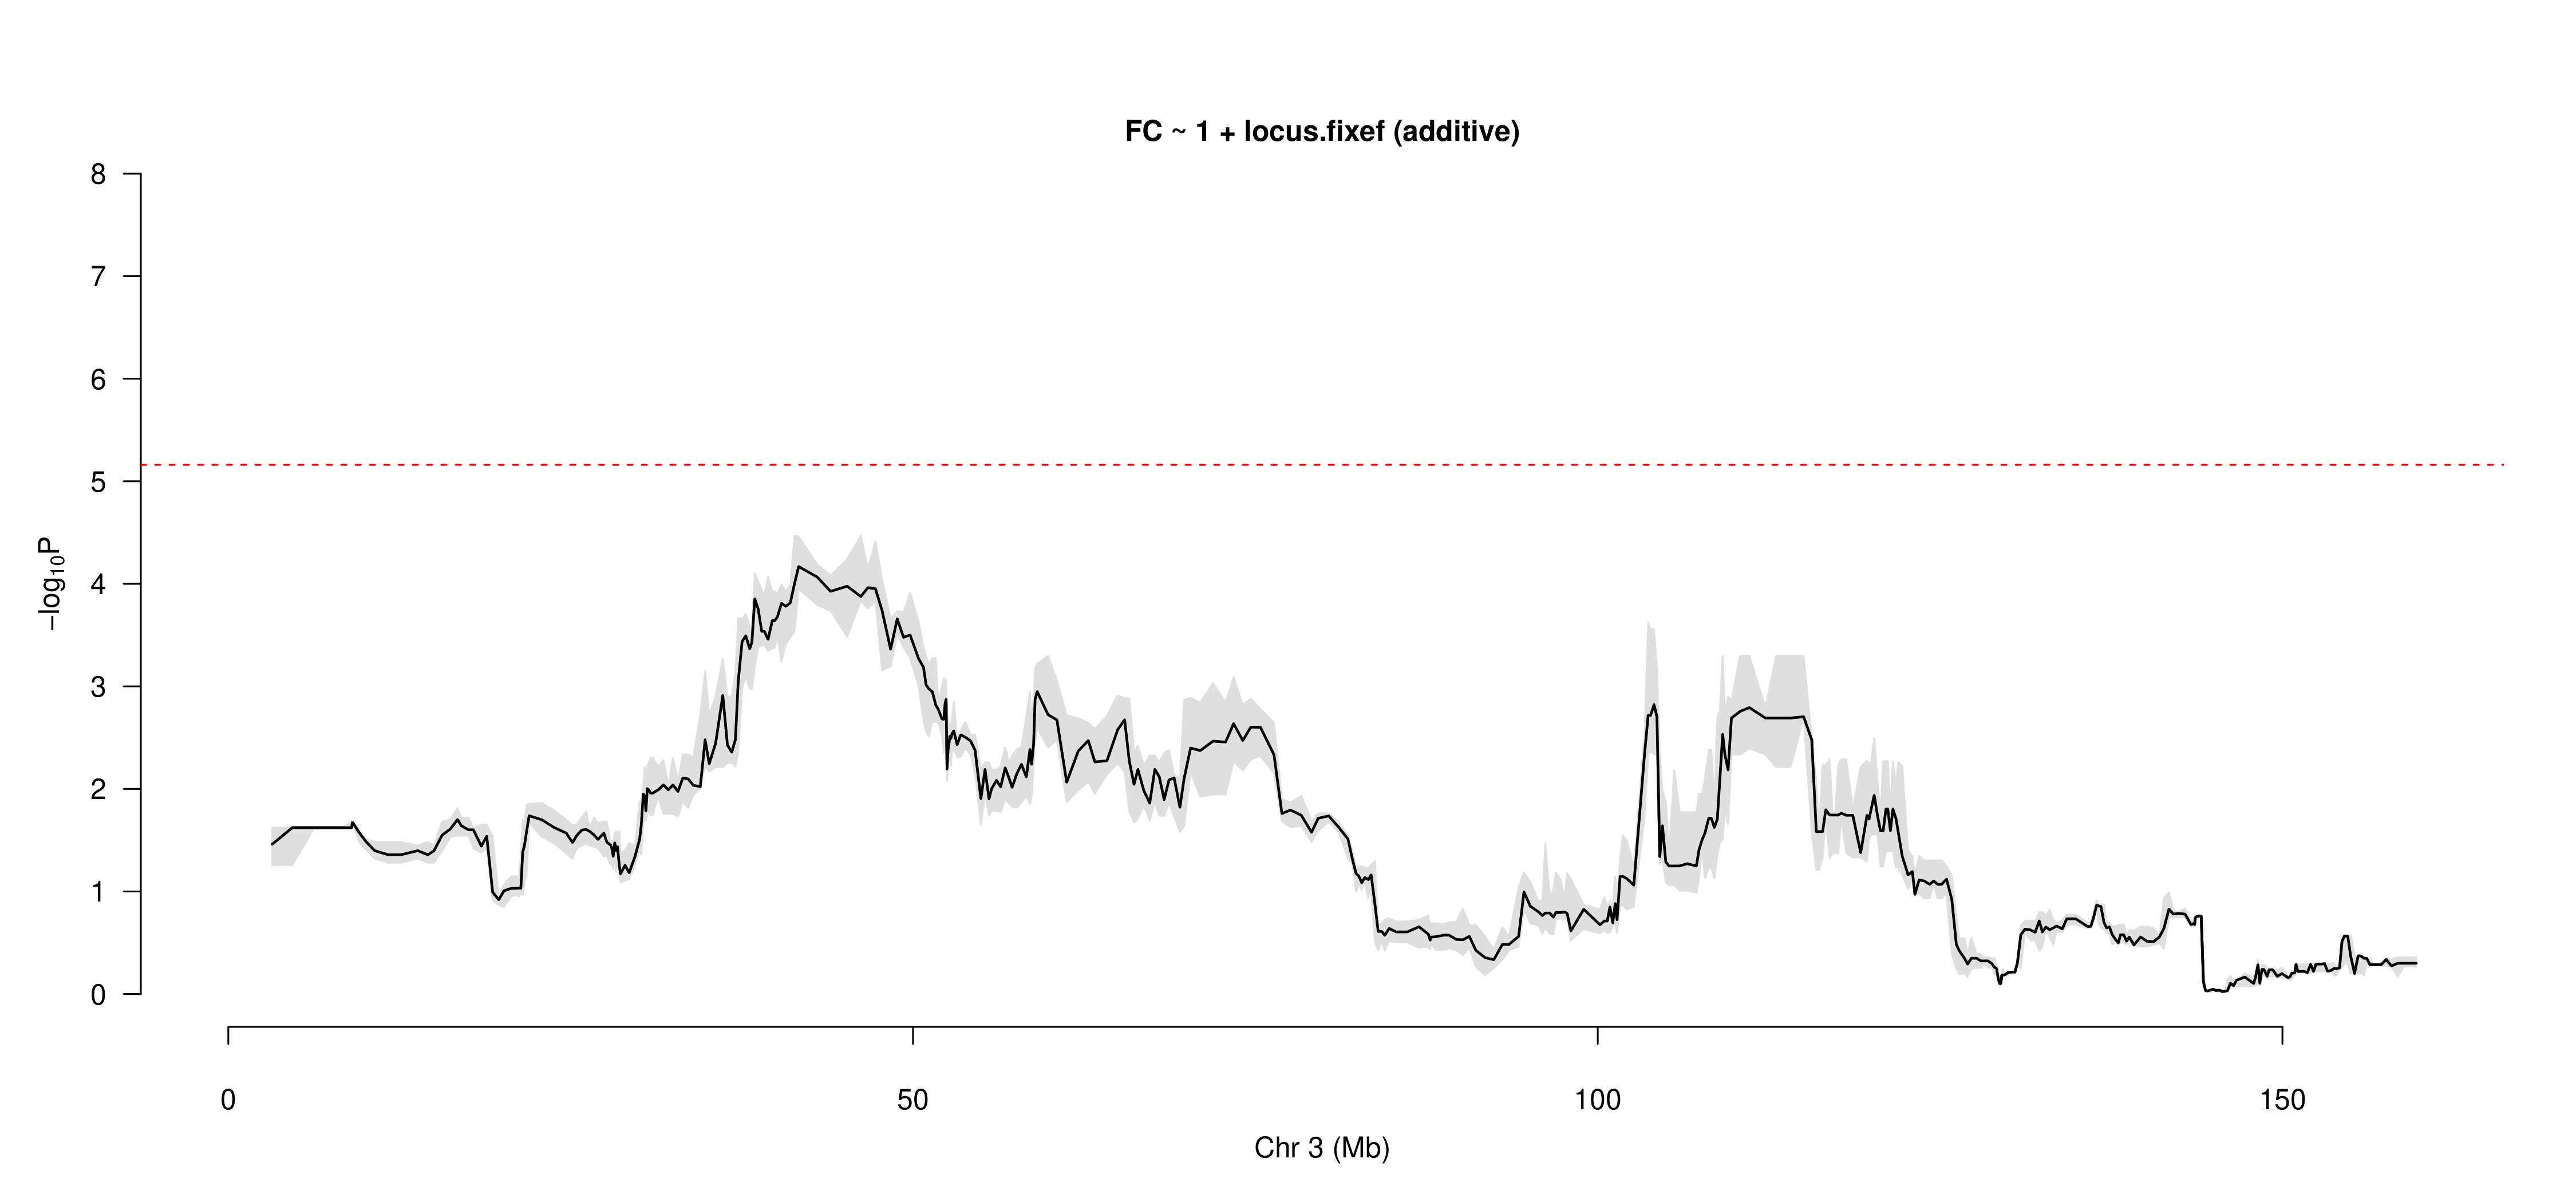 FC ~ 1 + locus.fixef (additive)
8
7
6
5
4
3
2
1
0
−log₁₀P
0 50 100 150
Chr 3 (Mb)